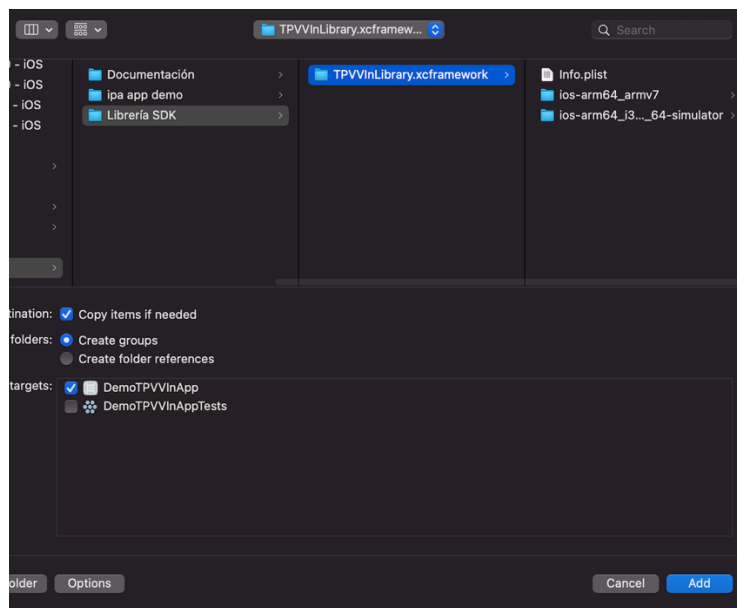 TPVVInLibrary.xcframew...
Search
- iOS
- iOS
- iOS
- iOS
Documentación
ipa app demo
Librería SDK
TPVVInLibrary.xcframework
Info.plist
ios-arm64_armv7
ios-arm64_i3..._64-simulator
tination: Copy items if needed
folders: Create groups
Create folder references
targets: DemoTPVVInApp
DemoTPVVInAppTests
older Options Cancel Add